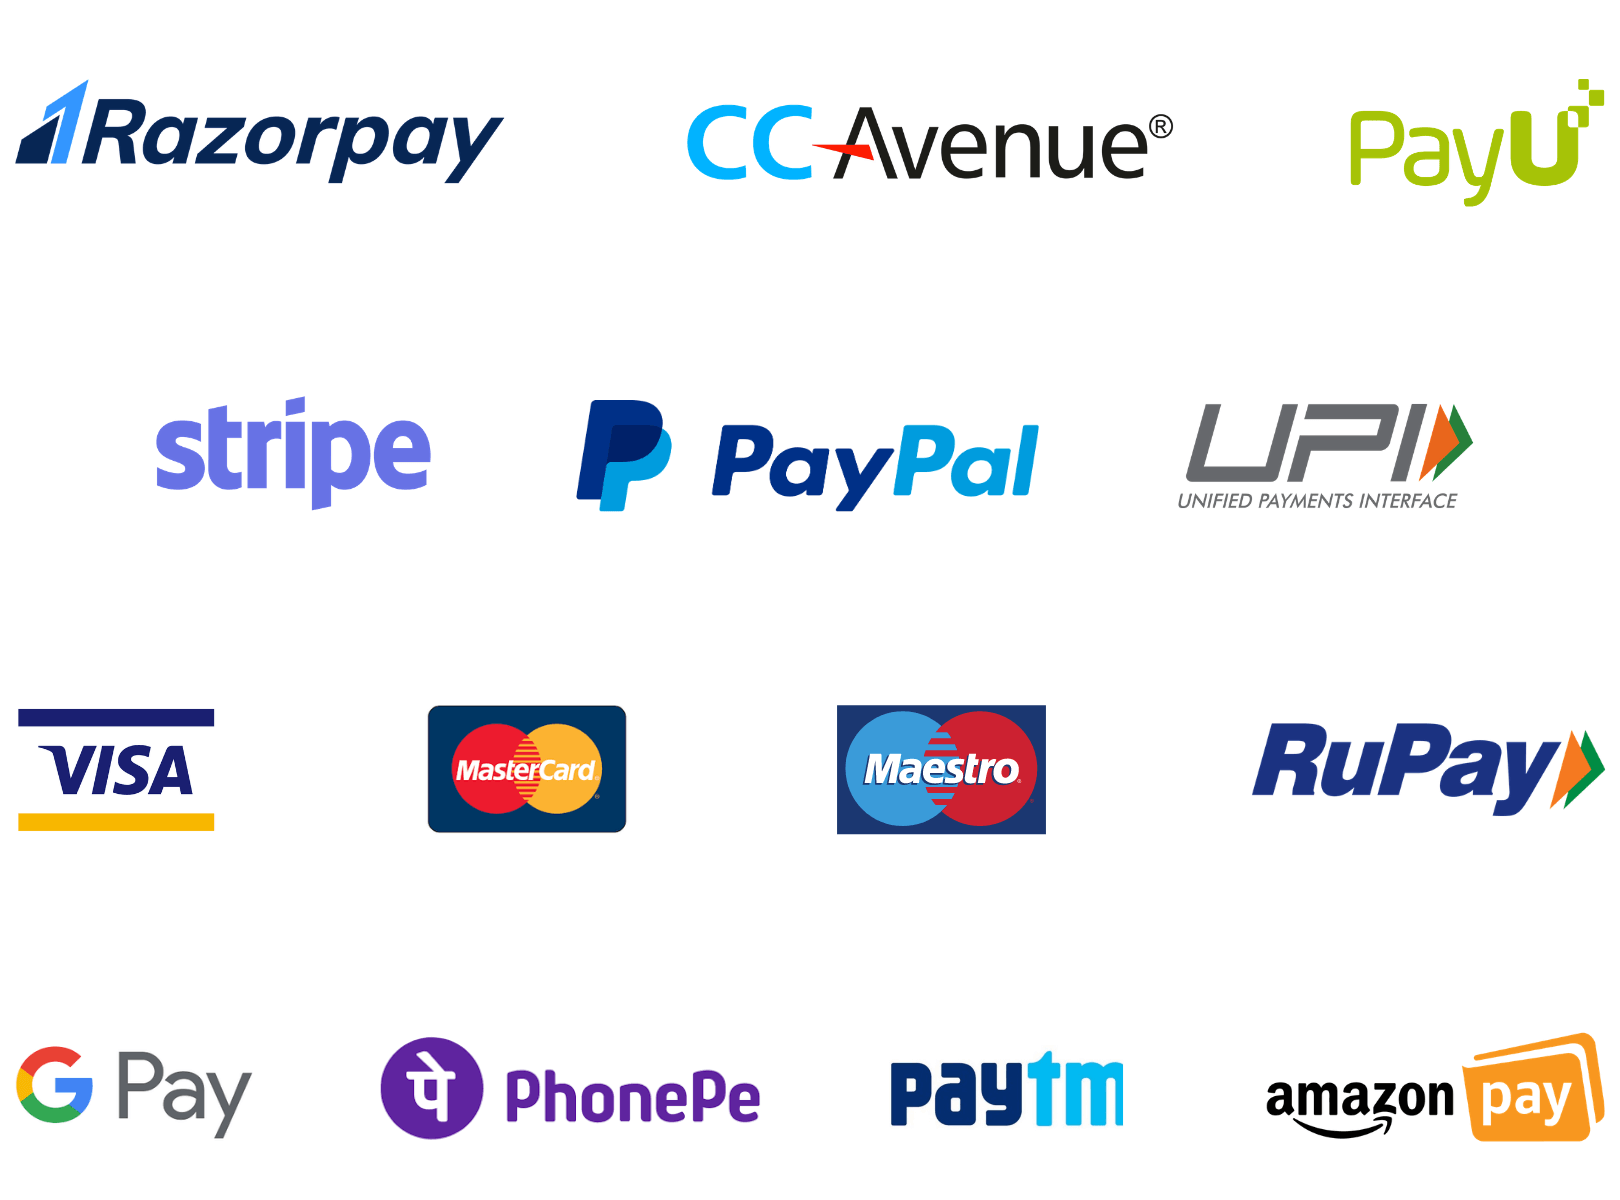 Razorpay
CCAvenue®
PayU
stripe
P PayPal
UPI
UNIFIED PAYMENTS INTERFACE
VISA
MasterCard
Maestro
RuPay
G Pay
पे PhonePe
paytm
amazon pay